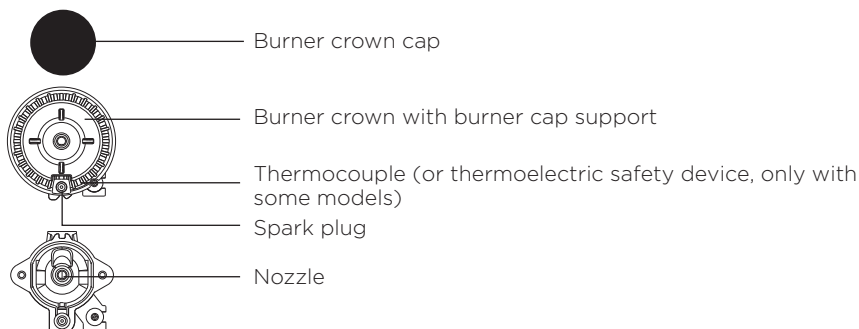 Burner crown cap
Burner crown with burner cap support
Thermocouple (or thermoelectric safety device, only with
some models)
Spark plug
Nozzle